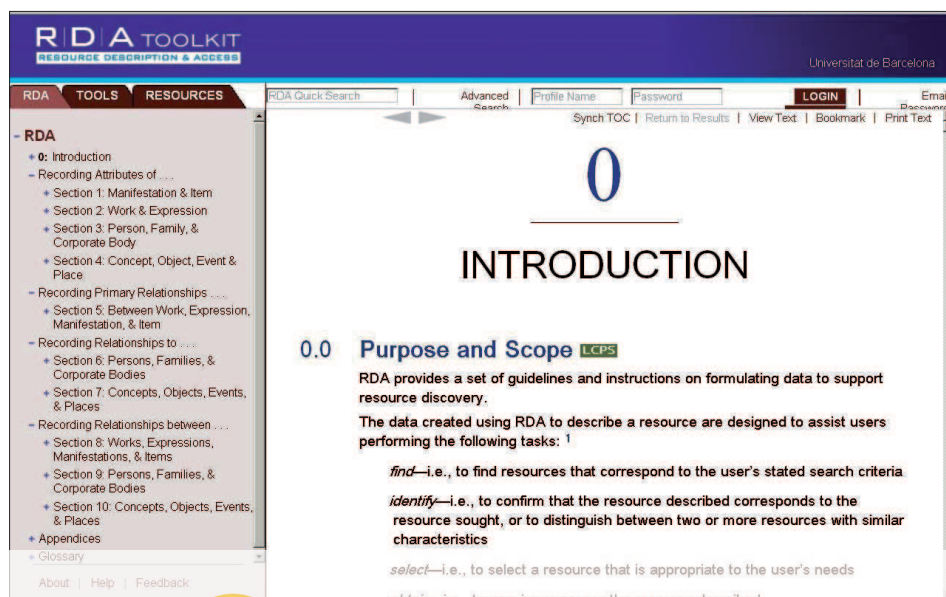 RDA TOOLKIT
RESOURCE DESCRIPTION & ACCESS
Universitat de Barcelona
RDA TOOLS RESOURCES
RDA Quick Search | Advanced Search | Profile Name Password LOGIN | Email Password
Synch TOC | Return to Results | View Text | Bookmark | Print Text
- RDA
+ 0: Introduction
- Recording Attributes of . . .
+ Section 1: Manifestation & Item
+ Section 2: Work & Expression
+ Section 3: Person, Family, &
Corporate Body
+ Section 4: Concept, Object, Event &
Place
- Recording Primary Relationships . . .
+ Section 5: Between Work, Expression,
Manifestation, & Item
- Recording Relationships to . . .
+ Section 6: Persons, Families, &
Corporate Bodies
+ Section 7: Concepts, Objects, Events,
& Places
- Recording Relationships between . . .
+ Section 8: Works, Expressions,
Manifestations, & Items
+ Section 9: Persons, Families, &
Corporate Bodies
+ Section 10: Concepts, Objects, Events,
& Places
+ Appendices
+ Glossary
About | Help | Feedback
0
INTRODUCTION
0.0 Purpose and Scope LCPS
RDA provides a set of guidelines and instructions on formulating data to support
resource discovery.
The data created using RDA to describe a resource are designed to assist users
performing the following tasks: 1
find—i.e., to find resources that correspond to the user's stated search criteria
identify—i.e., to confirm that the resource described corresponds to the
resource sought, or to distinguish between two or more resources with similar
characteristics
select—i.e., to select a resource that is appropriate to the user's needs